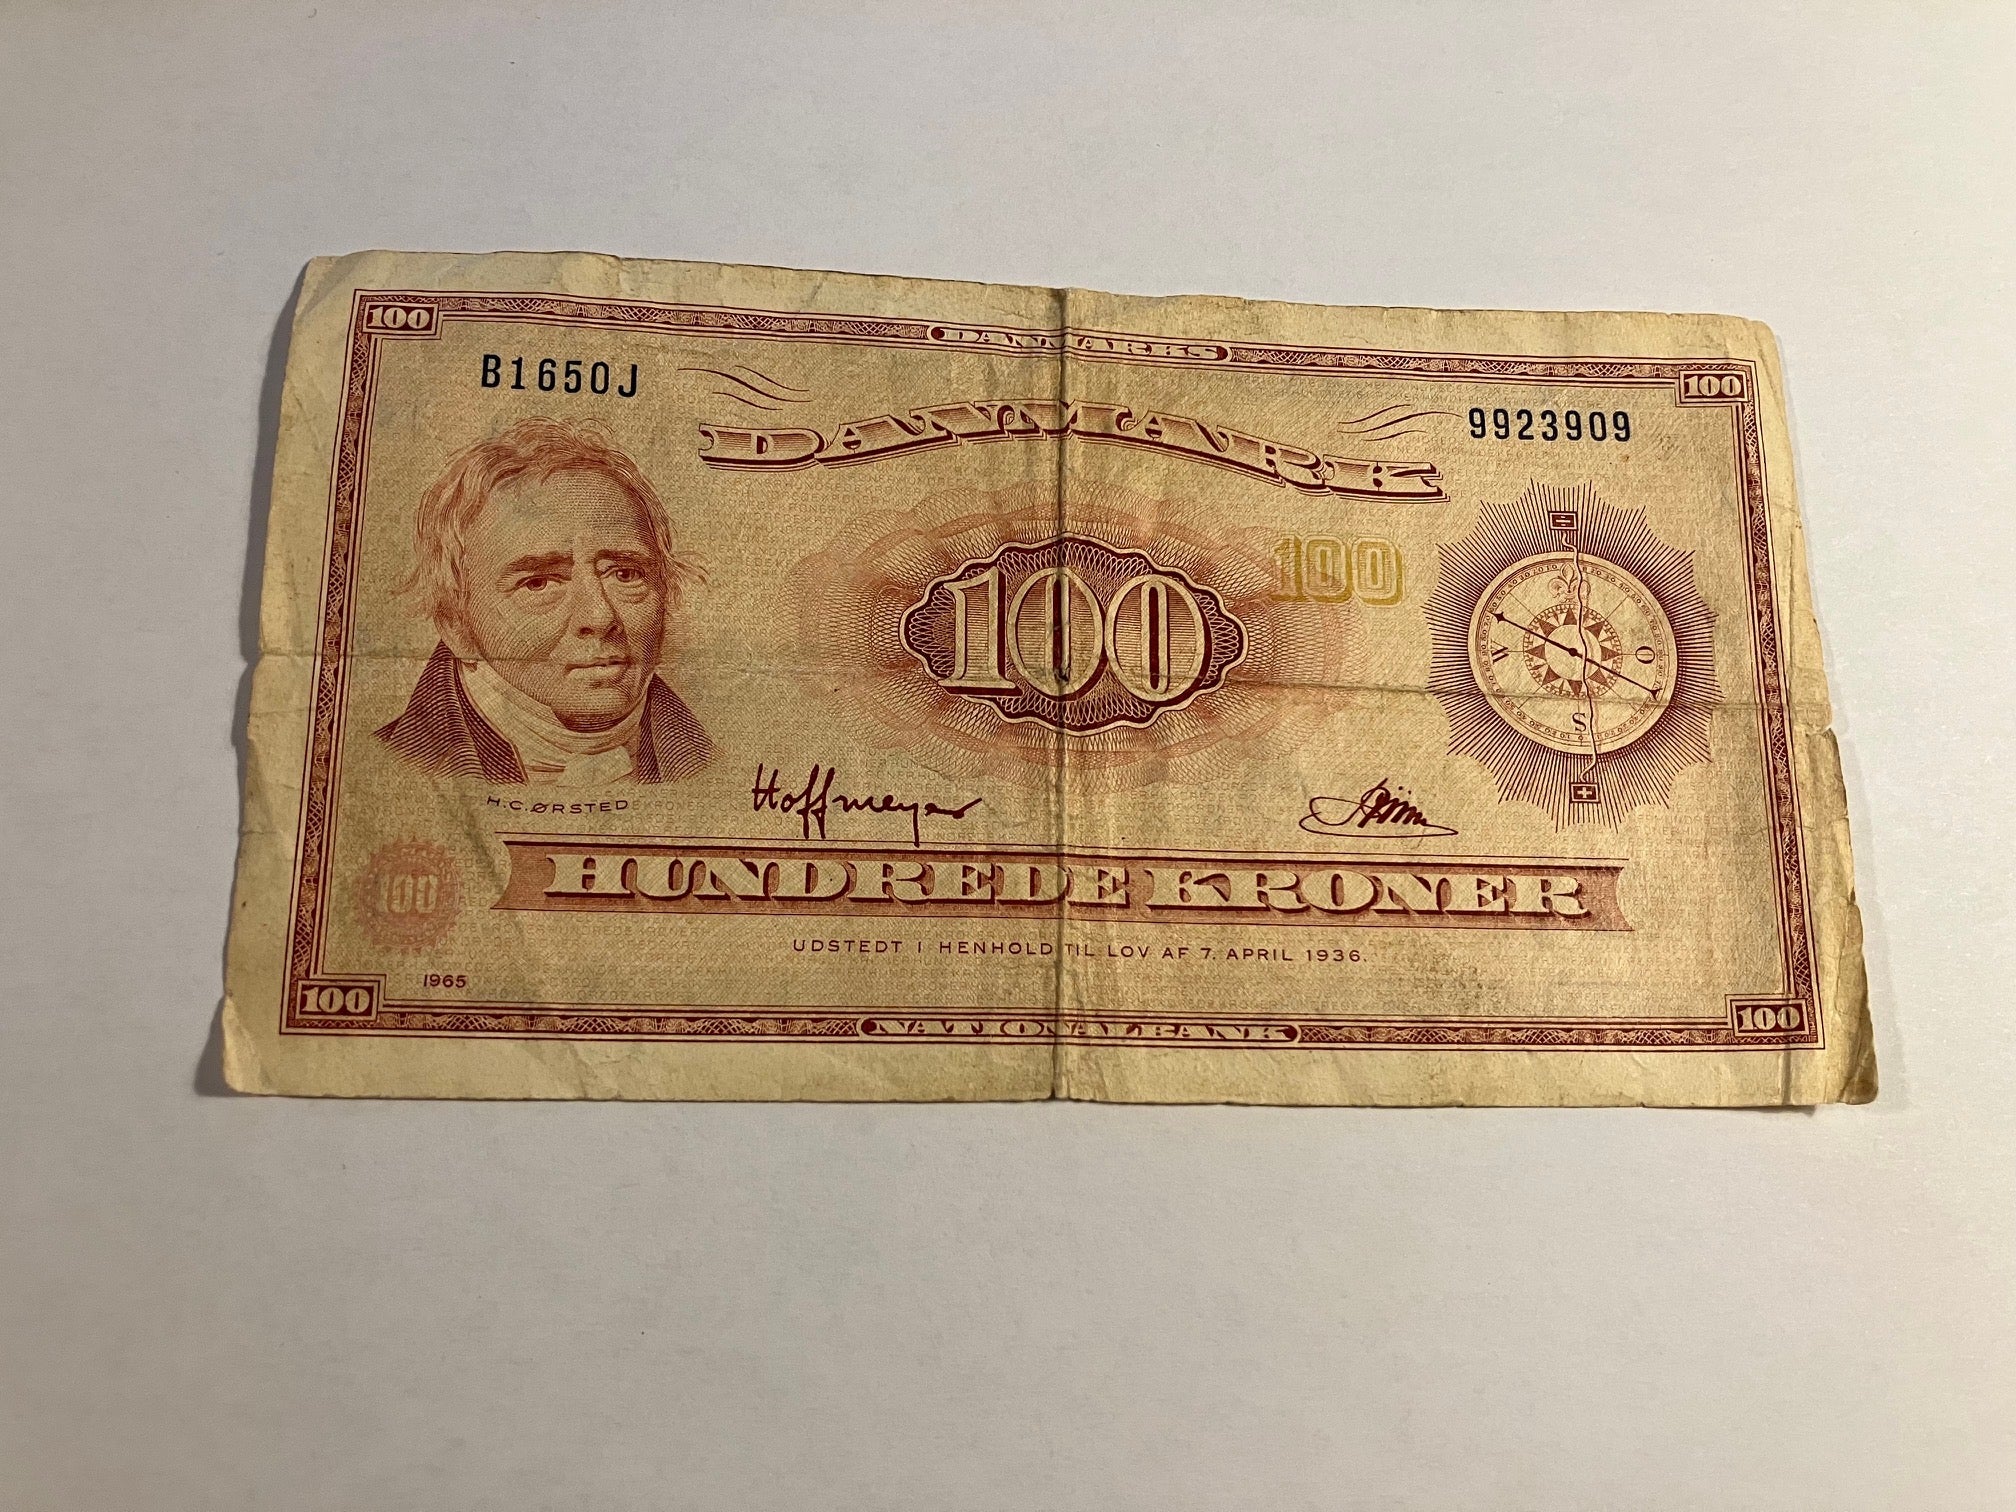 100
DANMARKS
100
B1650J
9923909
DANMARK
100
100
W
O
S
÷
+
H.C.ØRSTED
Hoffmeyer
HUNDREDE KRONER
100
UDSTEDT I HENHOLD TIL LOV AF 7. APRIL 1936.
1965
100
NATIONALBANK
100